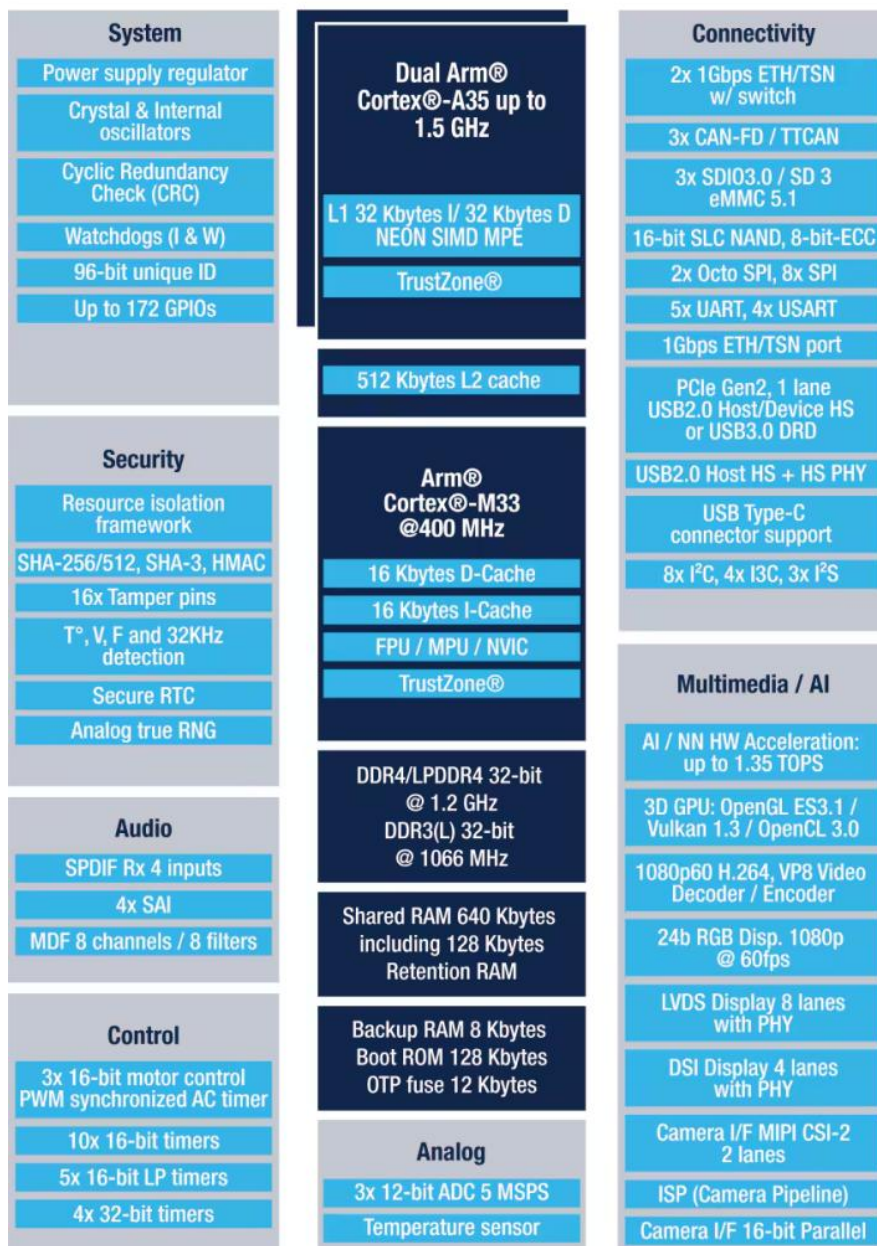 System
Power supply regulator
Crystal & Internal
oscillators
Cyclic Redundancy
Check (CRC)
Watchdogs (I & W)
96-bit unique ID
Up to 172 GPIOs
Security
Resource isolation
framework
SHA-256/512, SHA-3, HMAC
16x Tamper pins
T°, V, F and 32KHz
detection
Secure RTC
Analog true RNG
Audio
SPDIF Rx 4 inputs
4x SAI
MDF 8 channels / 8 filters
Control
3x 16-bit motor control
PWM synchronized AC timer
10x 16-bit timers
5x 16-bit LP timers
4x 32-bit timers
Dual Arm®
Cortex®-A35 up to
1.5 GHz
L1 32 Kbytes I/ 32 Kbytes D
NEON SIMD MPE
TrustZone®
512 Kbytes L2 cache
Arm®
Cortex®-M33
@400 MHz
16 Kbytes D-Cache
16 Kbytes I-Cache
FPU / MPU / NVIC
TrustZone®
DDR4/LPDDR4 32-bit
@ 1.2 GHz
DDR3(L) 32-bit
@ 1066 MHz
Shared RAM 640 Kbytes
including 128 Kbytes
Retention RAM
Backup RAM 8 Kbytes
Boot ROM 128 Kbytes
OTP fuse 12 Kbytes
Analog
3x 12-bit ADC 5 MSPS
Temperature sensor
Connectivity
2x 1Gbps ETH/TSN
w/ switch
3x CAN-FD / TTCAN
3x SDIO3.0 / SD 3
eMMC 5.1
16-bit SLC NAND, 8-bit-ECC
2x Octo SPI, 8x SPI
5x UART, 4x USART
1Gbps ETH/TSN port
PCIe Gen2, 1 lane
USB2.0 Host/Device HS
or USB3.0 DRD
USB2.0 Host HS + HS PHY
USB Type-C
connector support
8x I²C, 4x I3C, 3x I²S
Multimedia / AI
AI / NN HW Acceleration:
up to 1.35 TOPS
3D GPU: OpenGL ES3.1 /
Vulkan 1.3 / OpenCL 3.0
1080p60 H.264, VP8 Video
Decoder / Encoder
24b RGB Disp. 1080p
@ 60fps
LVDS Display 8 lanes
with PHY
DSI Display 4 lanes
with PHY
Camera I/F MIPI CSI-2
2 lanes
ISP (Camera Pipeline)
Camera I/F 16-bit Parallel